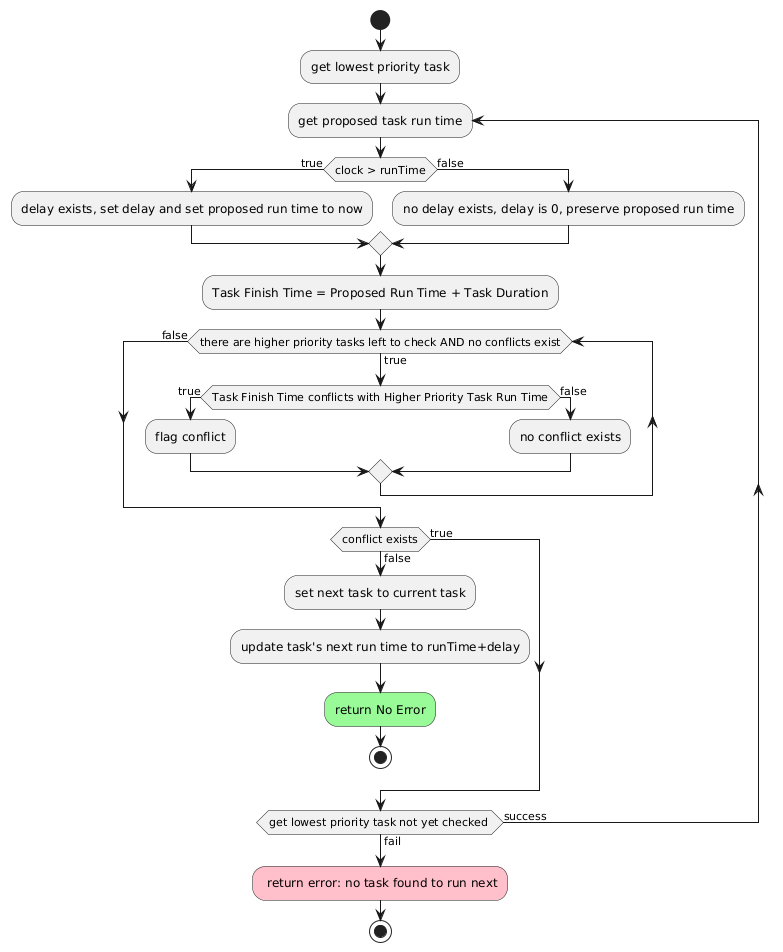 get lowest priority task
get proposed task run time
true
clock > runTime
false
delay exists, set delay and set proposed run time to now
no delay exists, delay is 0, preserve proposed run time
Task Finish Time = Proposed Run Time + Task Duration
false
there are higher priority tasks left to check AND no conflicts exist
true
true
Task Finish Time conflicts with Higher Priority Task Run Time
false
flag conflict
no conflict exists
conflict exists
true
false
set next task to current task
update task's next run time to runTime+delay
return No Error
get lowest priority task not yet checked
success
fail
return error: no task found to run next